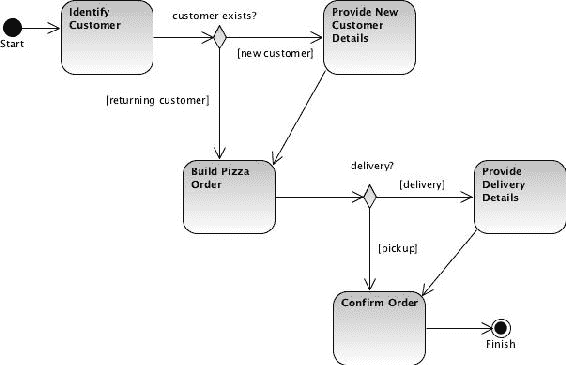 Identify
Customer
customer exists?
Provide New
Customer
Details
Start
[new customer]
[returning customer]
Build Pizza
Order
delivery?
[delivery]
Provide
Delivery
Details
[pickup]
Confirm Order
Finish